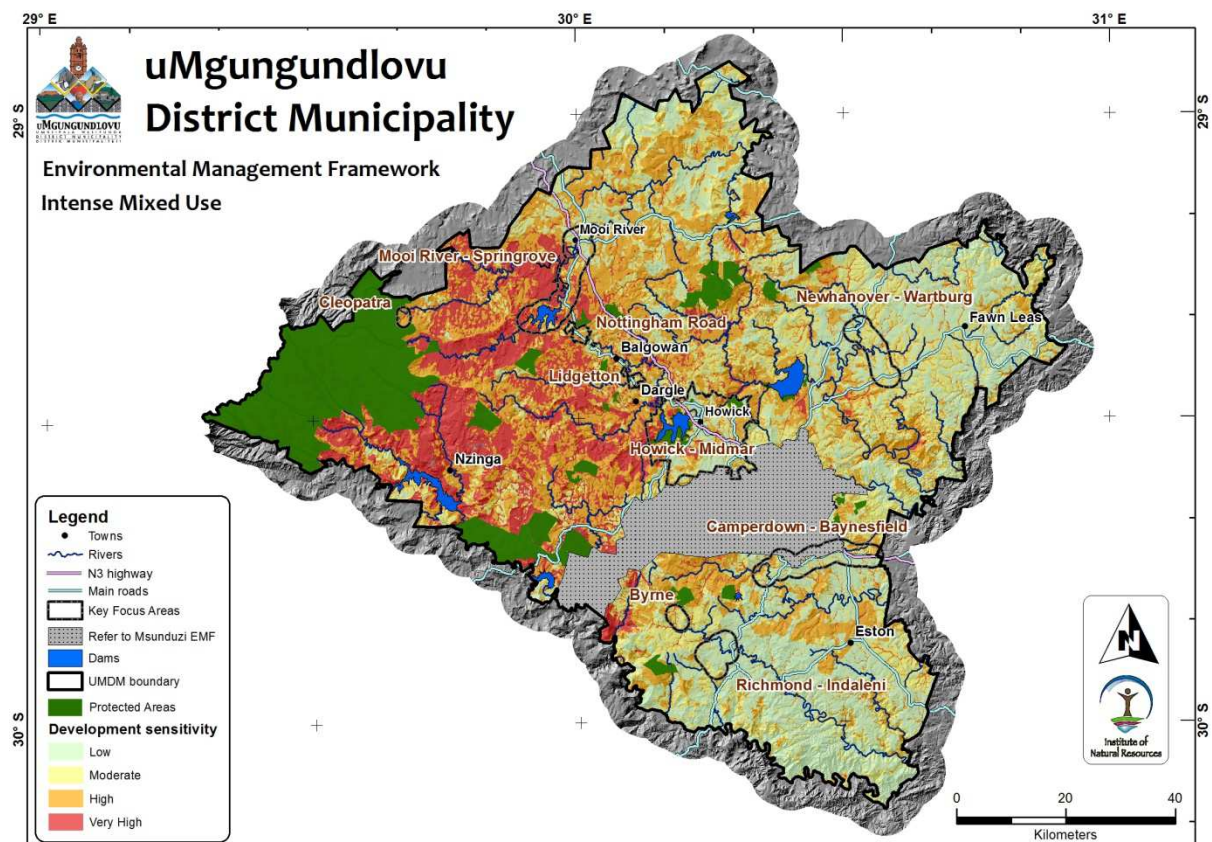 29° E
30° E
31° E
uMgungundlovu
District Municipality
uMGUNGUNDLOVU
DISTRICT MUNICIPALITY
Environmental Management Framework
Intense Mixed Use
29° S
29° S
Mooi River
Mooi River - Springrove
Cleopatra
Newhanover - Wartburg
Nottingham Road
Fawn Leas
Balgowan
Lidgetton
Dargle
Howick
Howick - Midmar
Nzinga
Camperdown - Baynesfield
Byrne
Eston
Richmond - Indaleni
Legend
Towns
Rivers
N3 highway
Main roads
Key Focus Areas
Refer to Msunduzi EMF
Dams
UMDM boundary
Protected Areas
Development sensitivity
Low
Moderate
High
Very High
30° S
30° S
N
Institute of
Natural Resources
0 20 40
Kilometers